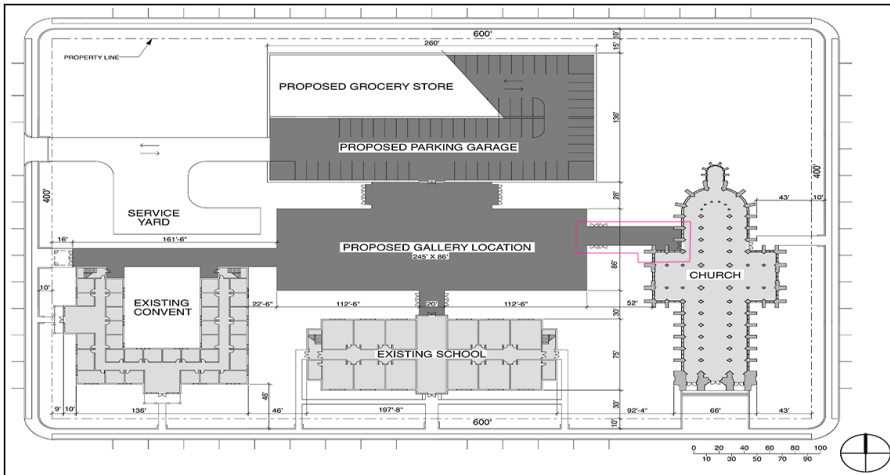 600'
PROPERTY LINE
260'
15'
10'
PROPOSED GROCERY STORE
136'
PROPOSED PARKING GARAGE
400'
400'
28'
43'
10'
SERVICE
YARD
16'
161'-6"
PROPOSED GALLERY LOCATION
245' X 86'
86'
CHURCH
10'
EXISTING
CONVENT
22'-6"
112'-6"
20'
112'-6"
52'
30'
EXISTING SCHOOL
75'
46'
30'
9'
10'
136'
46'
197'-8"
600'
10'
92'-4"
66'
43'
0 20 40 60 80 100
10 30 50 70 90